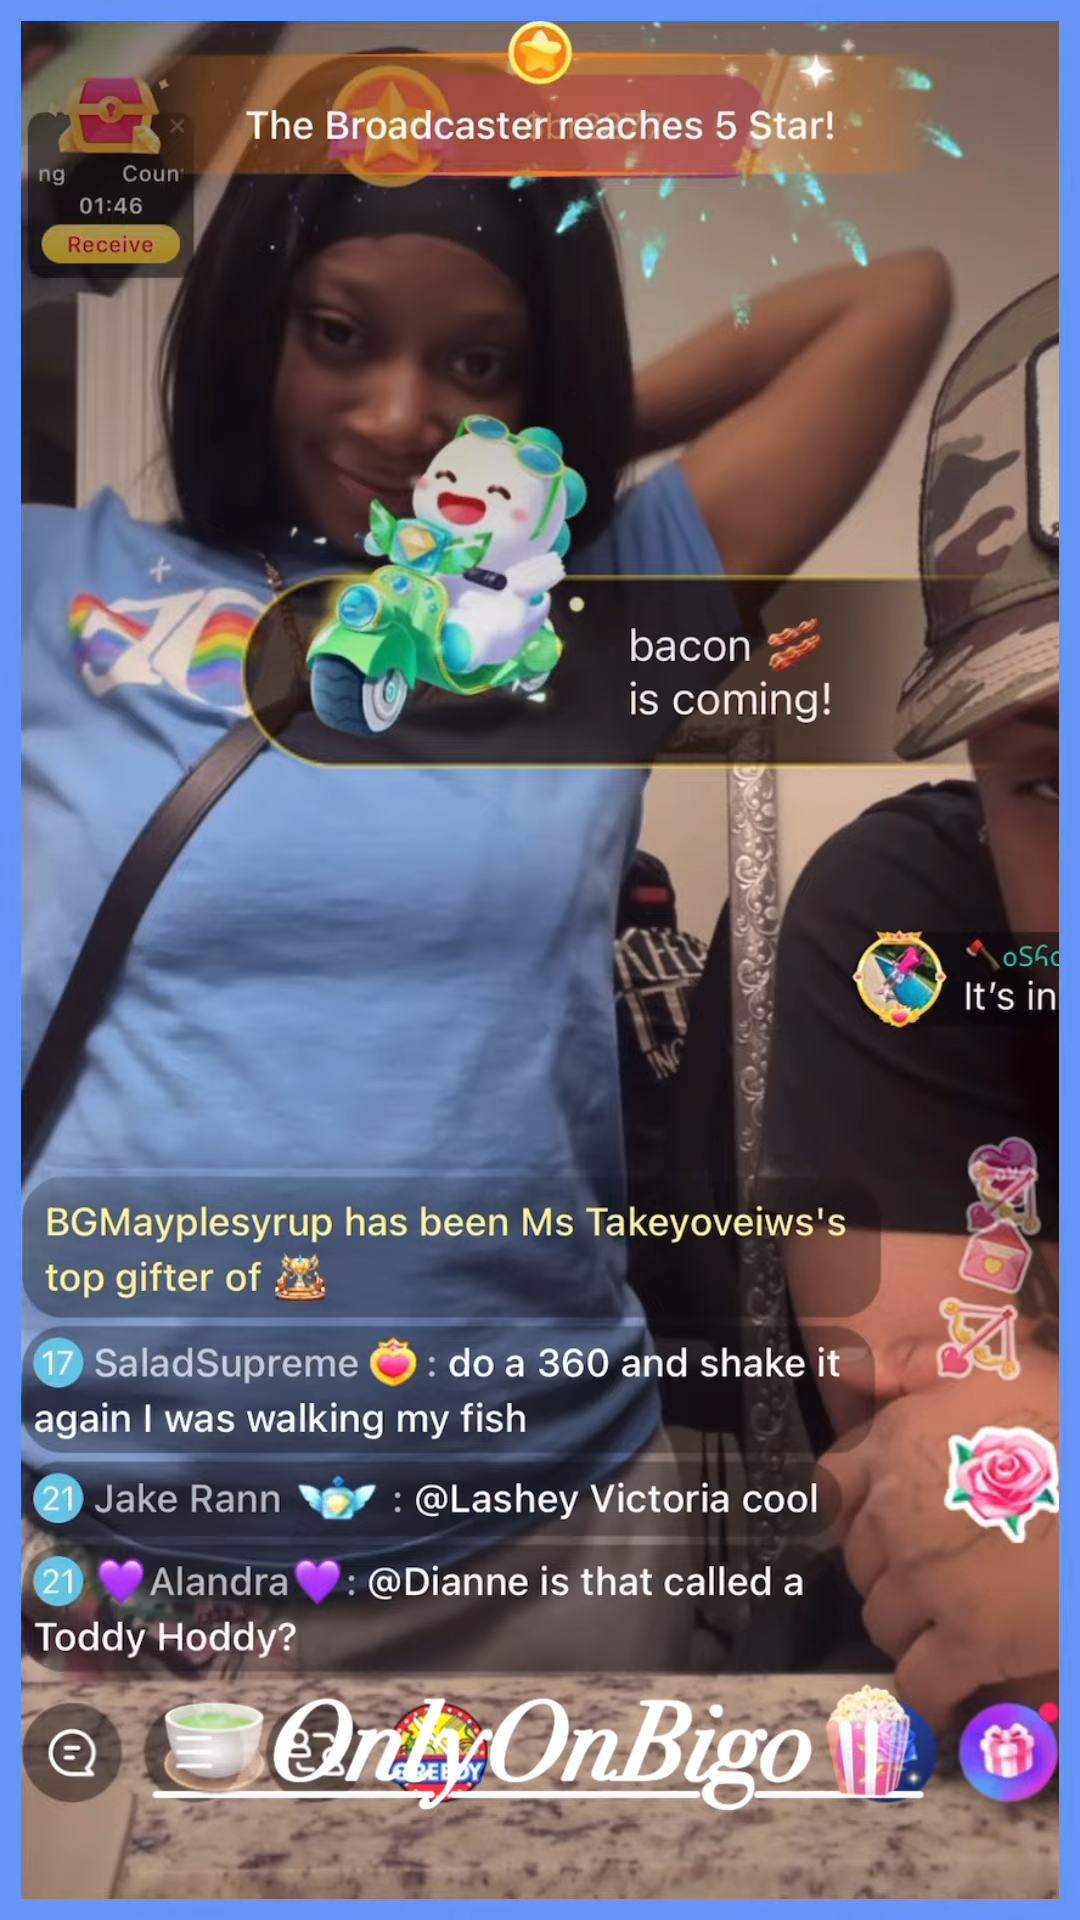 The Broadcaster reaches 5 Star!
ng Coun
01:46
Receive
bacon 🥓
is coming!
It's in
BGMayplesyrup has been Ms Takeyoveiws's
top gifter of
17 SaladSupreme : do a 360 and shake it
again I was walking my fish
21 Jake Rann : @Lashey Victoria cool
21 💜Alandra💜: @Dianne is that called a
Toddy Hoddy?
OnlyOnBigo
GREEDY